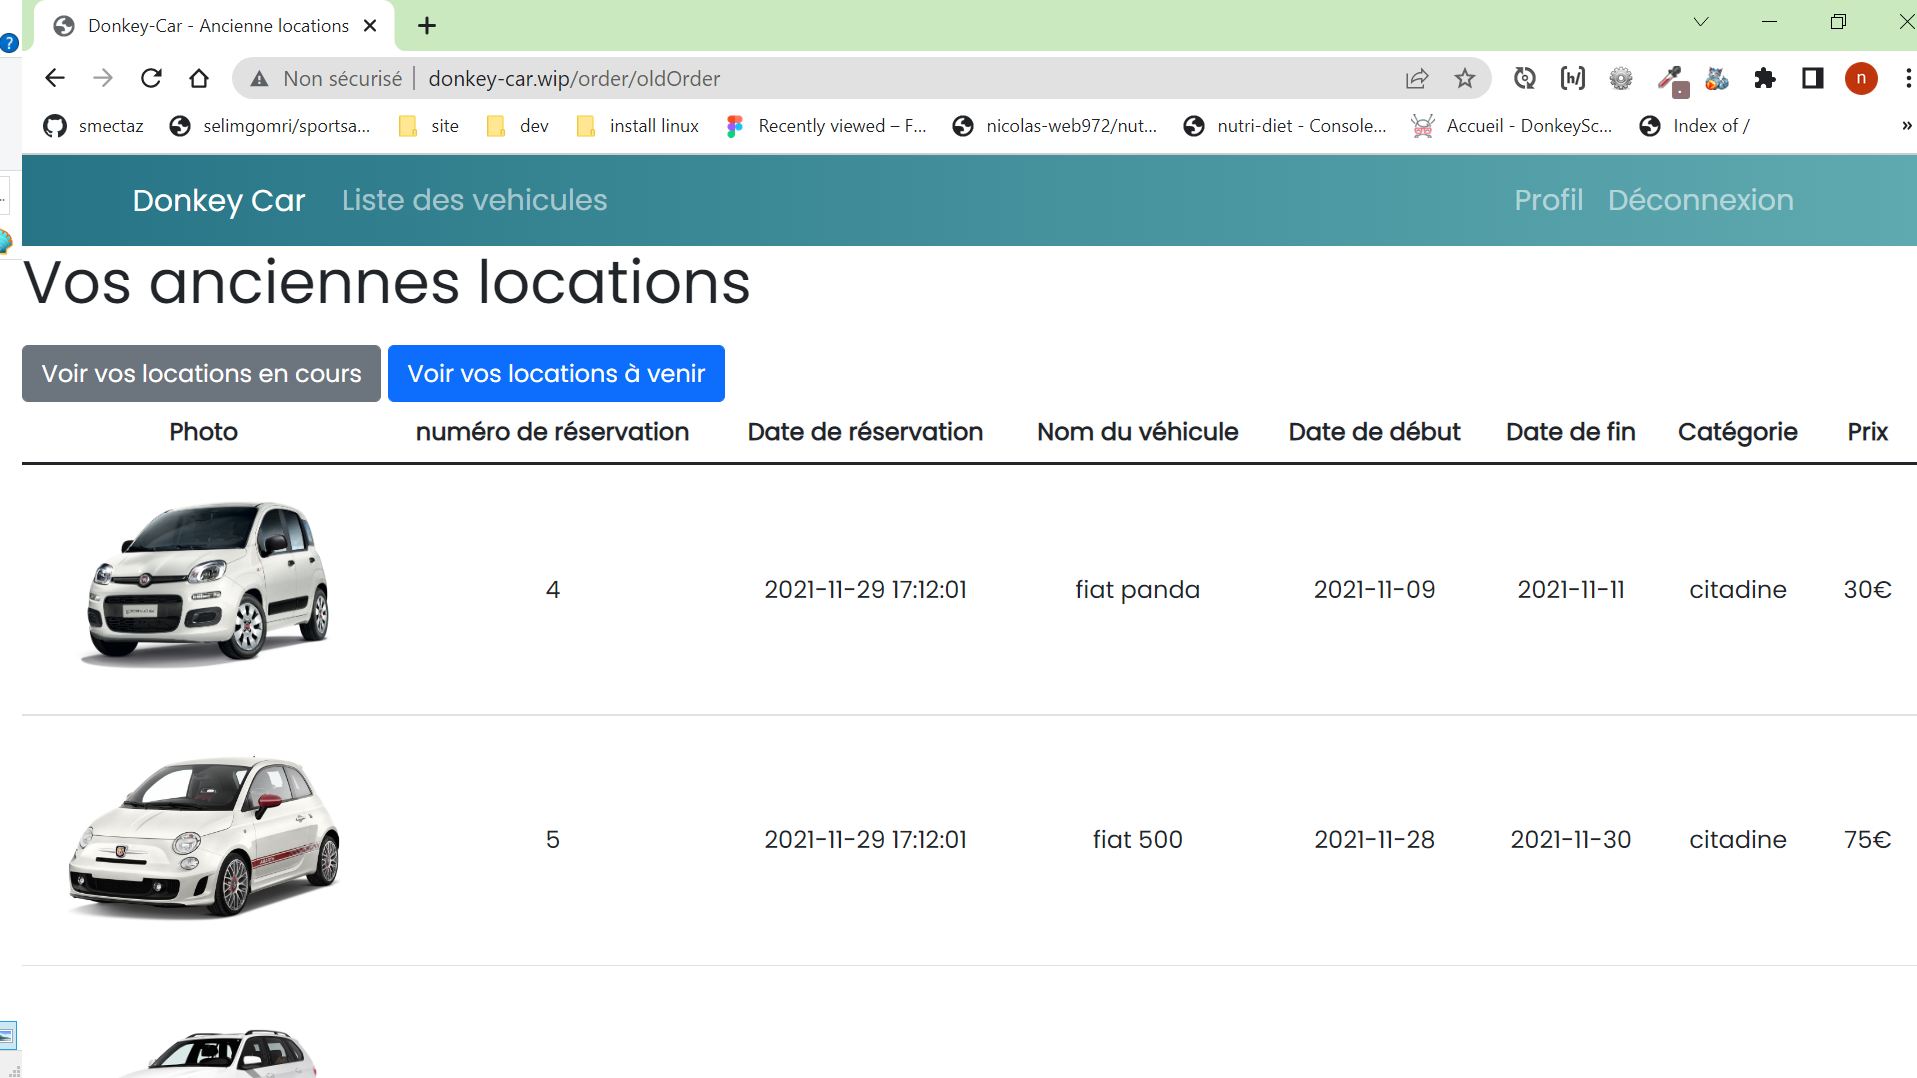 Donkey-Car - Ancienne locations
Non sécurisé | donkey-car.wip/order/oldOrder
n
smectaz selimgomri/sportsa... site dev install linux Recently viewed – F... nicolas-web972/nut... nutri-diet - Console... Accueil - DonkeySc... Index of / »
Donkey Car Liste des vehicules Profil Déconnexion
Vos anciennes locations
Voir vos locations en cours Voir vos locations à venir
Photo numéro de réservation Date de réservation Nom du véhicule Date de début Date de fin Catégorie Prix
4 2021-11-29 17:12:01 fiat panda 2021-11-09 2021-11-11 citadine 30€
5 2021-11-29 17:12:01 fiat 500 2021-11-28 2021-11-30 citadine 75€